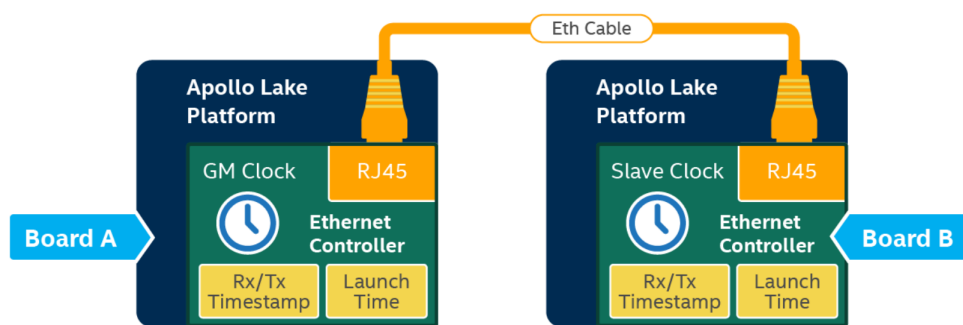 Eth Cable
Apollo Lake
Platform
GM Clock
RJ45
Ethernet
Controller
Rx/Tx
Timestamp
Launch
Time
Board A
Apollo Lake
Platform
Slave Clock
RJ45
Ethernet
Controller
Rx/Tx
Timestamp
Launch
Time
Board B